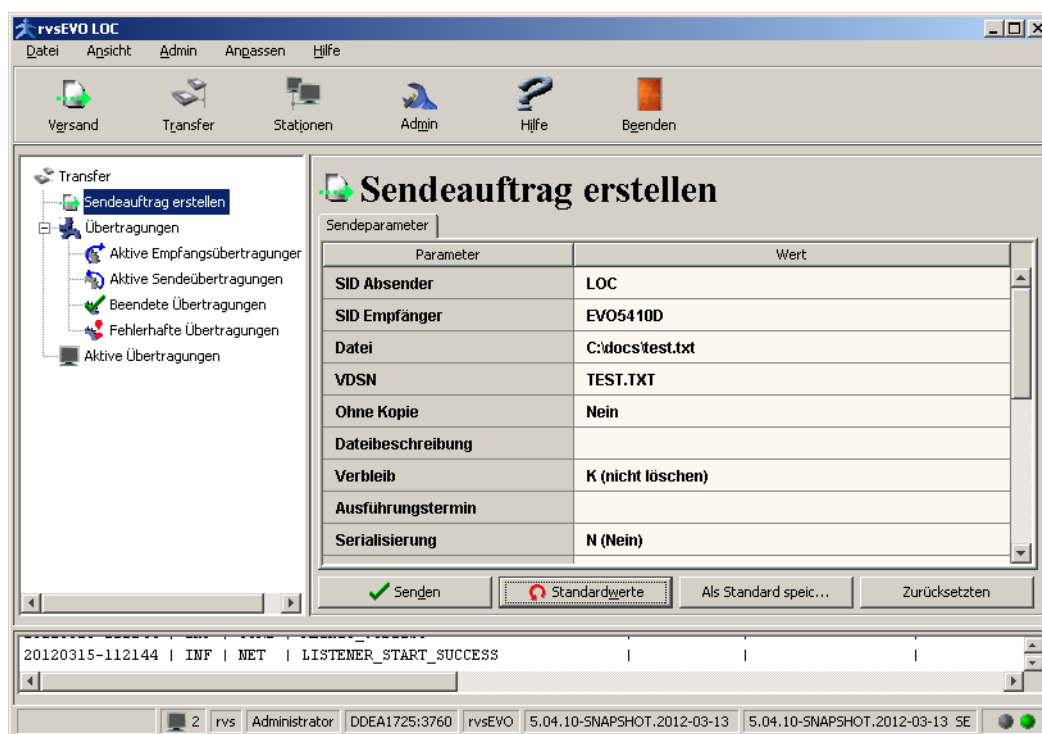 rvsEVO LOC
Datei Ansicht Admin Anpassen Hilfe
Versand Transfer Stationen Admin Hilfe Beenden
Transfer
Sendeauftrag erstellen
Übertragungen
Aktive Empfangsübertragunger
Aktive Sendeübertragungen
Beendete Übertragungen
Fehlerhafte Übertragungen
Aktive Übertragungen
Sendeauftrag erstellen
Sendeparameter
Parameter Wert
SID Absender LOC
SID Empfänger EVO5410D
Datei C:\docs\test.txt
VDSN TEST.TXT
Ohne Kopie Nein
Dateibeschreibung
Verbleib K (nicht löschen)
Ausführungstermin
Serialisierung N (Nein)
Senden Standardwerte Als Standard speic... Zurücksetzten
20120315-112144 | INF | NET | LISTENER_START_SUCCESS | | |
2 rvs Administrator DDEA1725:3760 rvsEVO 5.04.10-SNAPSHOT.2012-03-13 5.04.10-SNAPSHOT.2012-03-13 SE